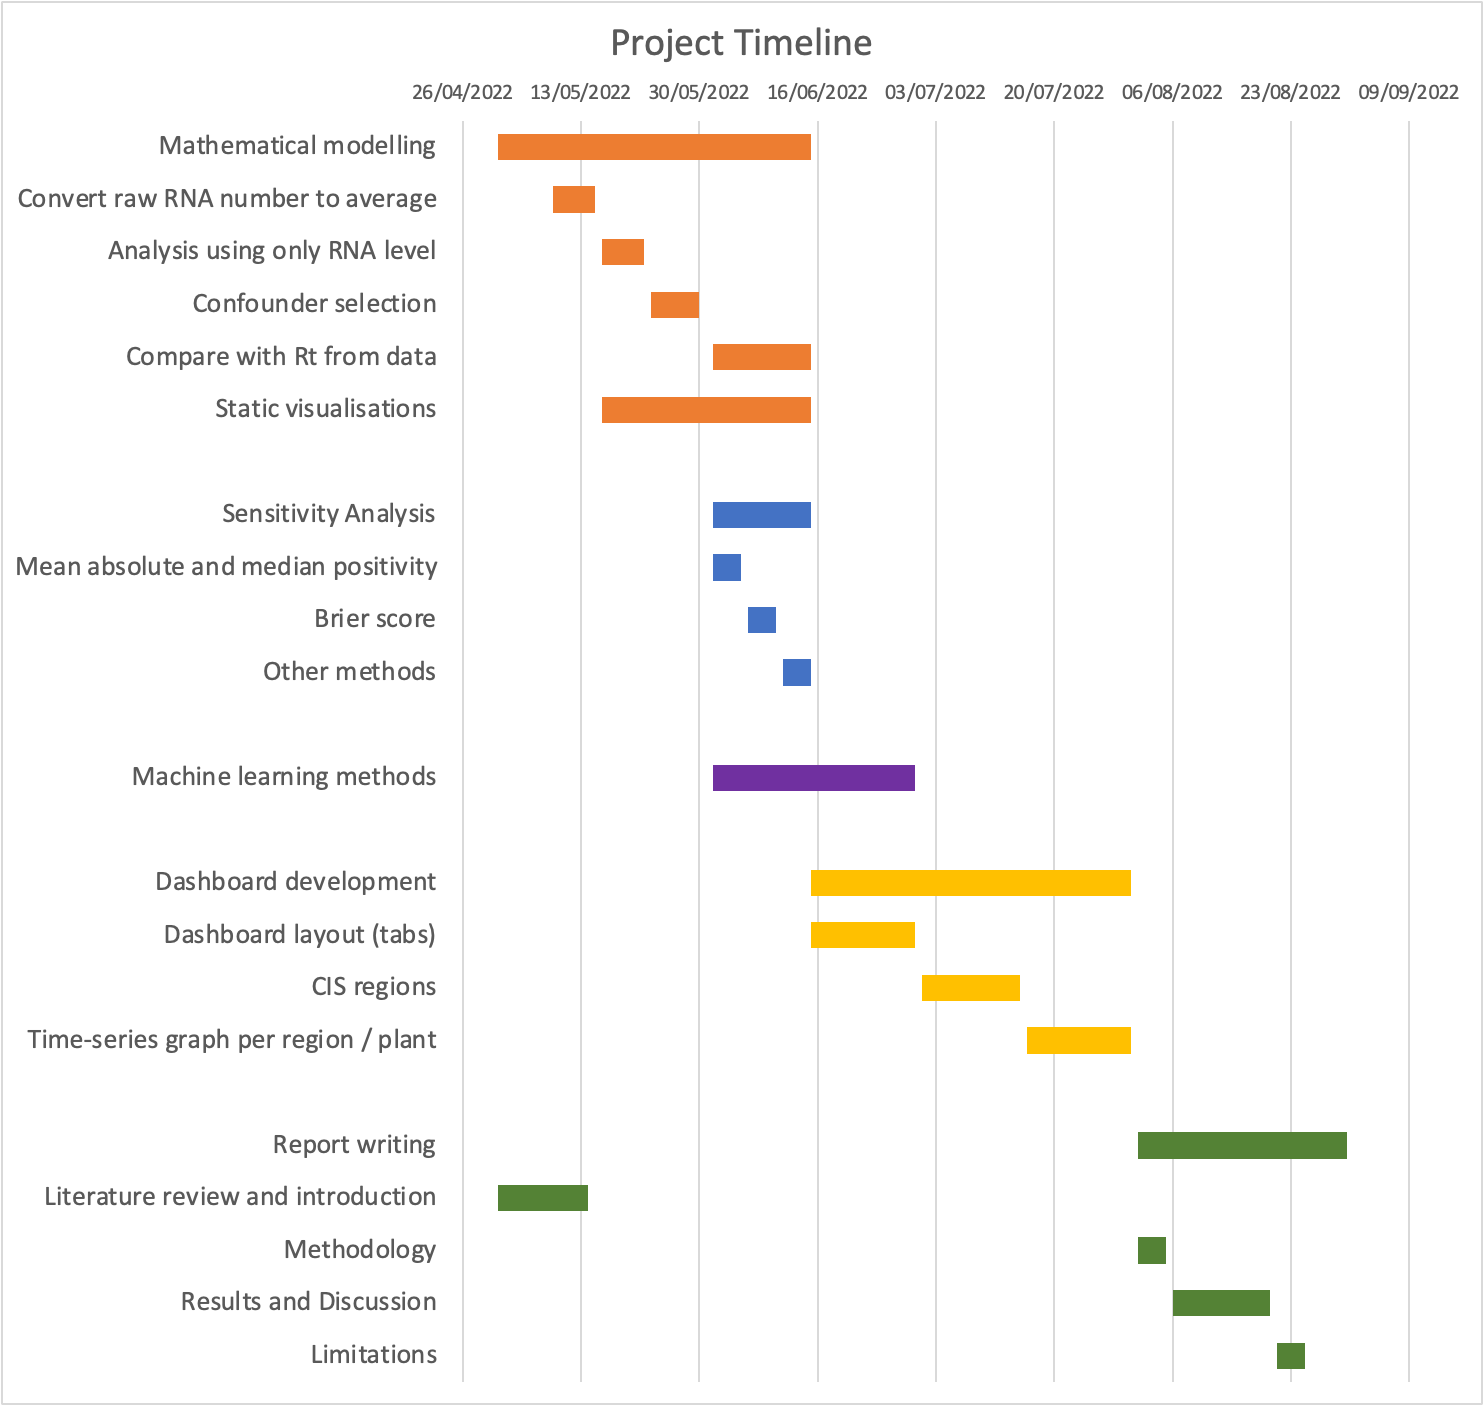 Project Timeline
26/04/2022 13/05/2022 30/05/2022 16/06/2022 03/07/2022 20/07/2022 06/08/2022 23/08/2022 09/09/2022
Mathematical modelling
Convert raw RNA number to average
Analysis using only RNA level
Confounder selection
Compare with Rt from data
Static visualisations
Sensitivity Analysis
Mean absolute and median positivity
Brier score
Other methods
Machine learning methods
Dashboard development
Dashboard layout (tabs)
CIS regions
Time-series graph per region / plant
Report writing
Literature review and introduction
Methodology
Results and Discussion
Limitations